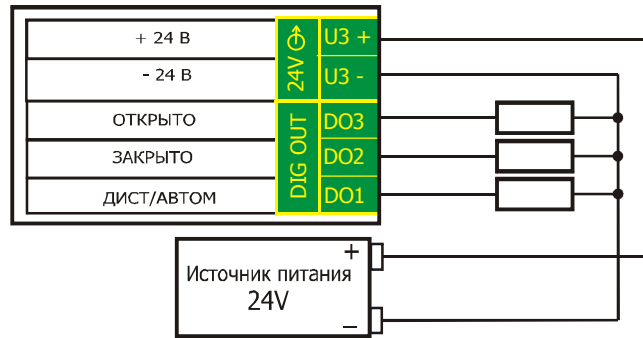 + 24 В
24V
U3 +
- 24 В
U3 -
ОТКРЫТО
DIG OUT
DO3
ЗАКРЫТО
DO2
ДИСТ/АВТОМ
DO1
+
Источник питания
24V
–